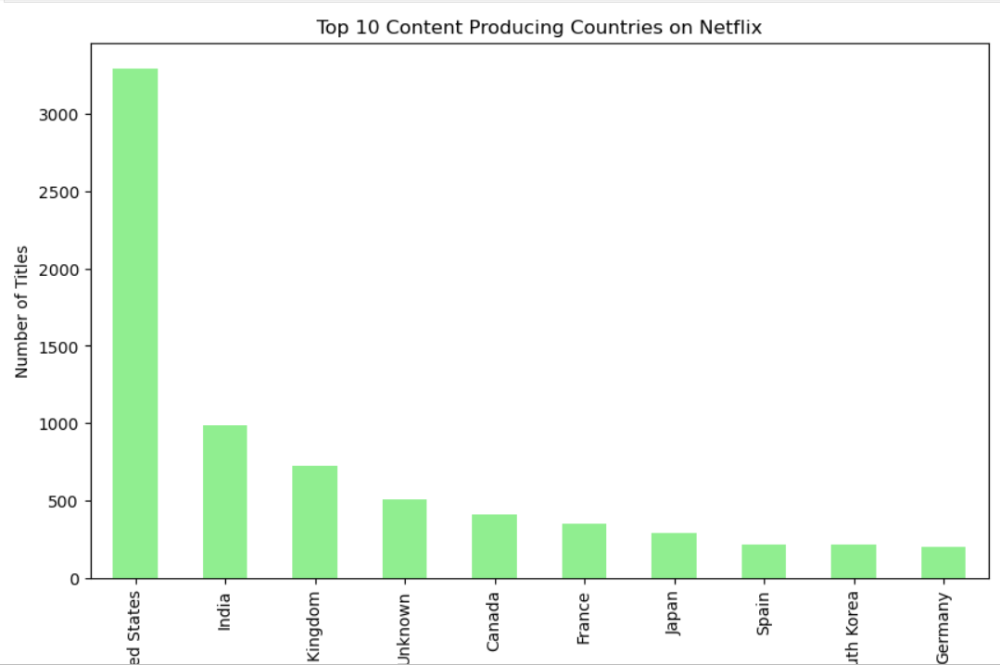 Top 10 Content Producing Countries on Netflix
Number of Titles
3000
2500
2000
1500
1000
500
0
ed States
India
Kingdom
Unknown
Canada
France
Japan
Spain
uth Korea
Germany